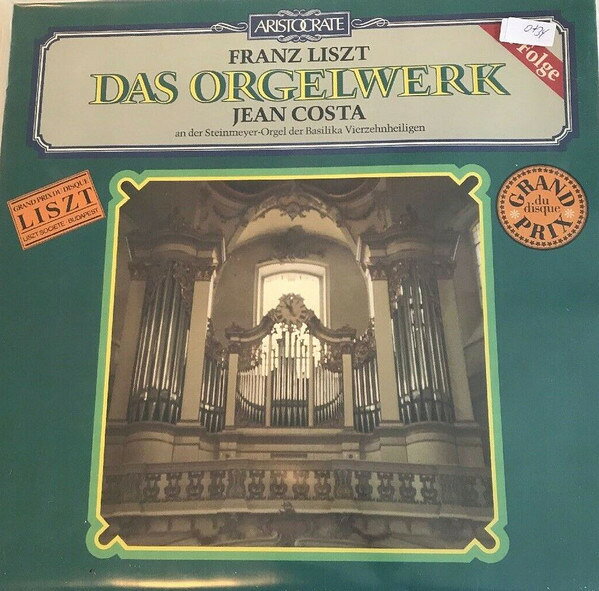 ARISTOCRATE
FRANZ LISZT
DAS ORGELWERK
JEAN COSTA
an der Steinmeyer-Orgel der Basilika Vierzehnheiligen
Folge
GRAND PRIX DU DISQUE
LISZT
LISZT SOCIETE · BUDAPEST
GRAND
du
disque
PRIX